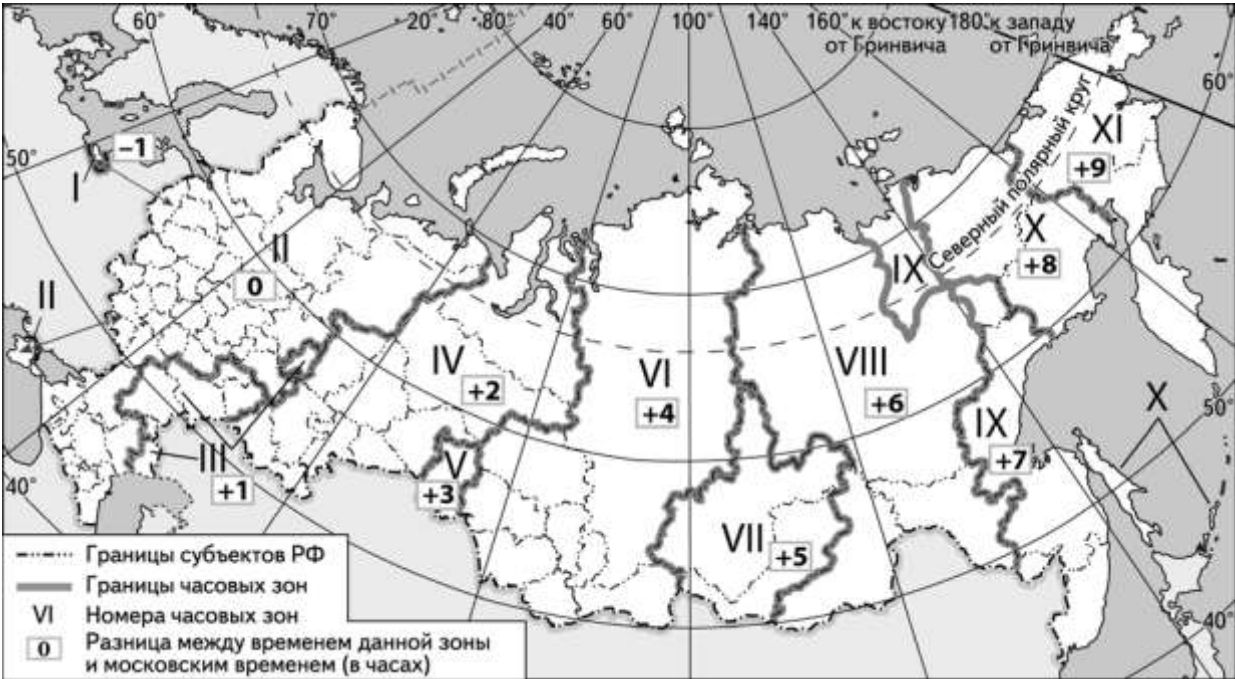 60°
70°
20°
80°
40°
60°
100°
140°
160° к востоку
от Гринвича
180° к западу
от Гринвича
60°
50°
–1
I
Северный полярный круг
XI
+9
II
0
X
+8
IX
II
IV
+2
VI
+4
VIII
+6
X
50°
IX
+7
III
+1
V
+3
40°
VII
+5
40°
Границы субъектов РФ
Границы часовых зон
VI Номера часовых зон
0 Разница между временем данной зоны
и московским временем (в часах)